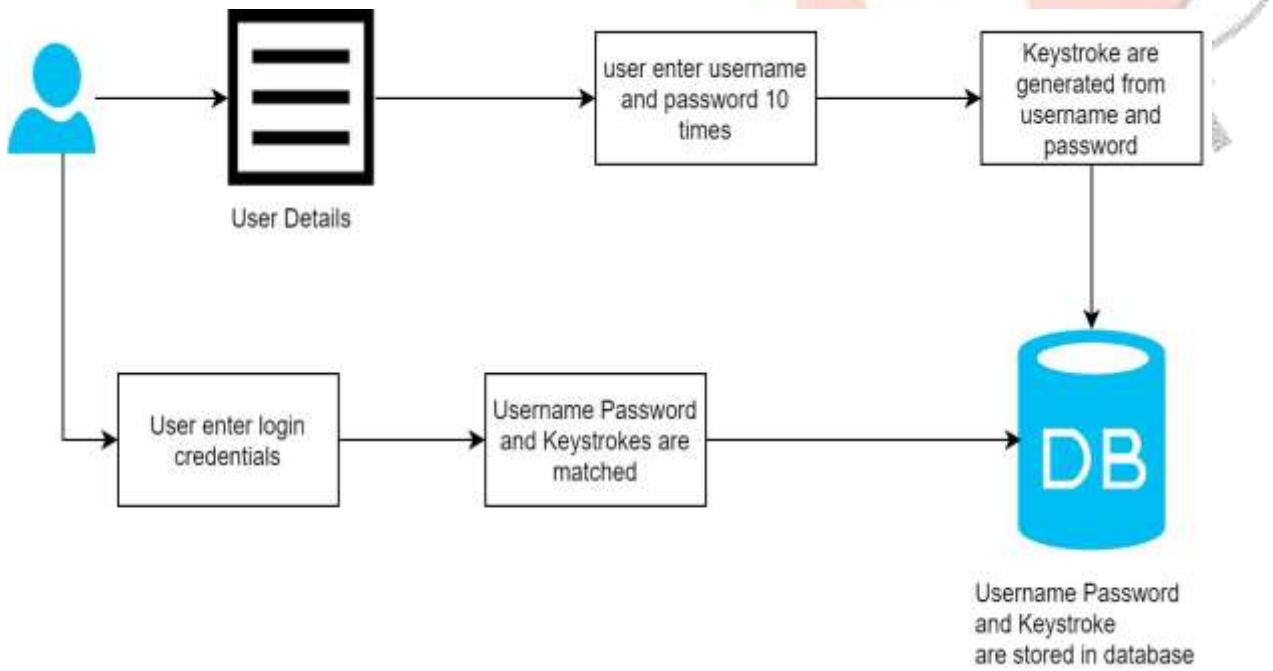 user enter username
and password 10
times
Keystroke are
generated from
username and
password
User Details
User enter login
credentials
Username Password
and Keystrokes are
matched
DB
Username Password
and Keystroke
are stored in database